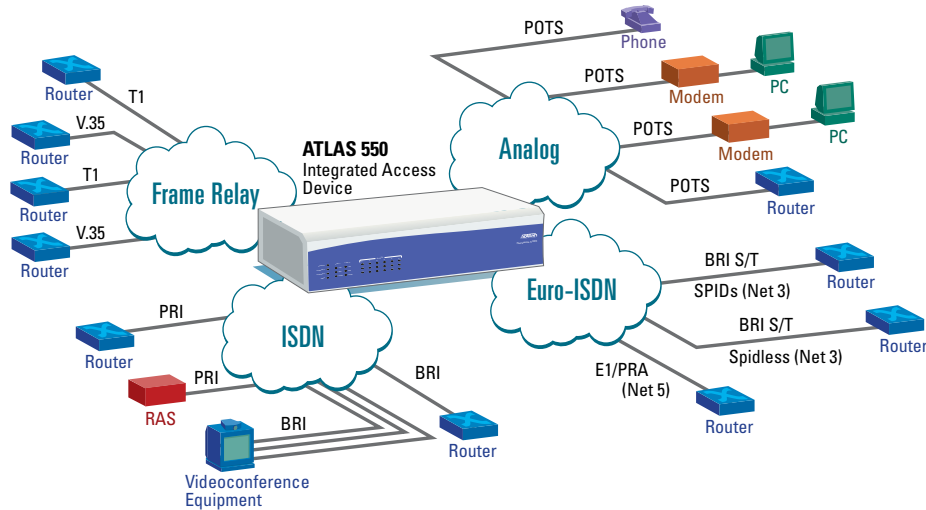 POTS
Phone
POTS
Modem
PC
POTS
Modem
PC
POTS
Router
Analog
Router
T1
V.35
Router
T1
Router
V.35
Router
Frame Relay
ATLAS 550
Integrated Access
Device
PRI
Router
PRI
RAS
ISDN
BRI
Videoconference
Equipment
BRI
Router
Euro-ISDN
BRI S/T
SPIDs (Net 3)
Router
BRI S/T
Spidless (Net 3)
Router
E1/PRA
(Net 5)
Router